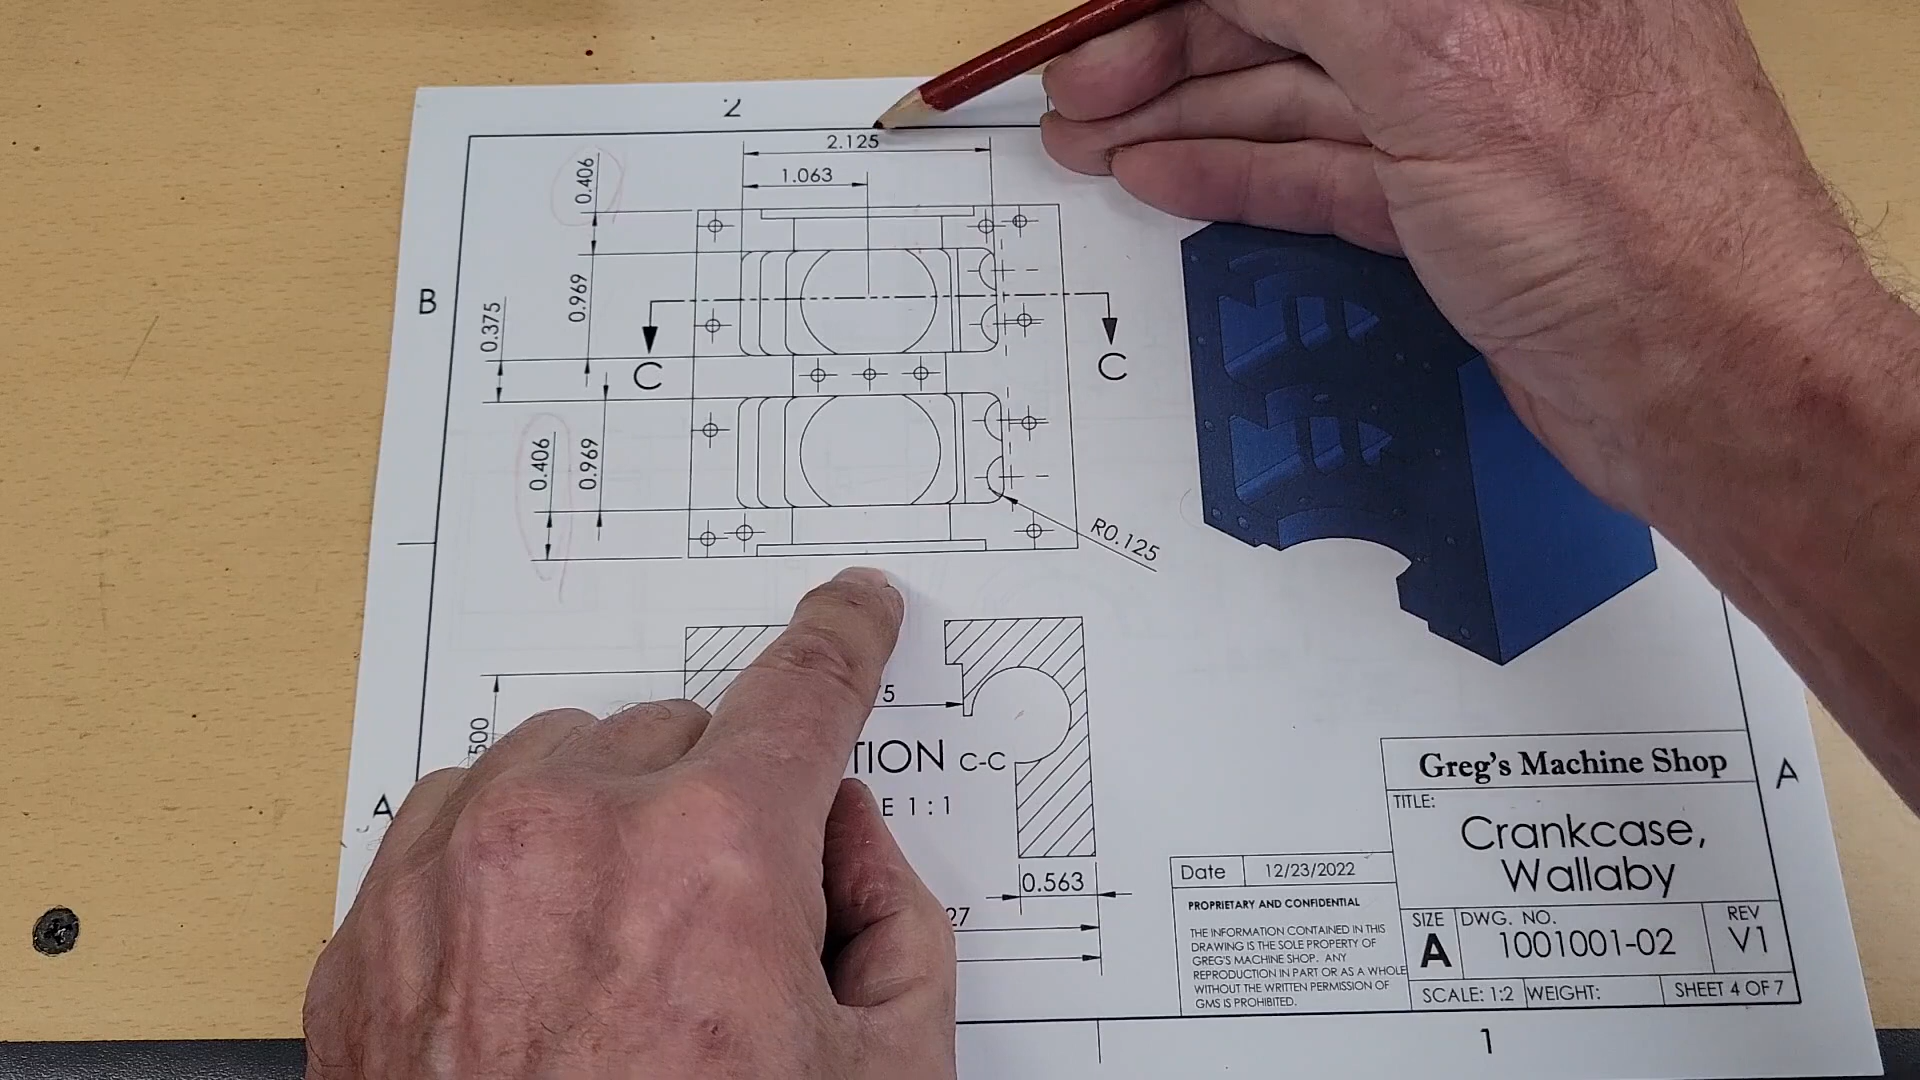 2
2.125
1.063
0.406
0.969
0.375
B
C
C
0.406
0.969
R0.125
C-C
1:1
A
0.563
Greg's Machine Shop
TITLE:
Crankcase,
Wallaby
A
Date
12/23/2022
PROPRIETARY AND CONFIDENTIAL
THE INFORMATION CONTAINED IN THIS
DRAWING IS THE SOLE PROPERTY OF
GREG'S MACHINE SHOP. ANY
REPRODUCTION IN PART OR AS A WHOLE
WITHOUT THE WRITTEN PERMISSION OF
GMS IS PROHIBITED.
SIZE
A
DWG. NO.
1001001-02
REV
V1
SCALE: 1:2
WEIGHT:
SHEET 4 OF 7
1